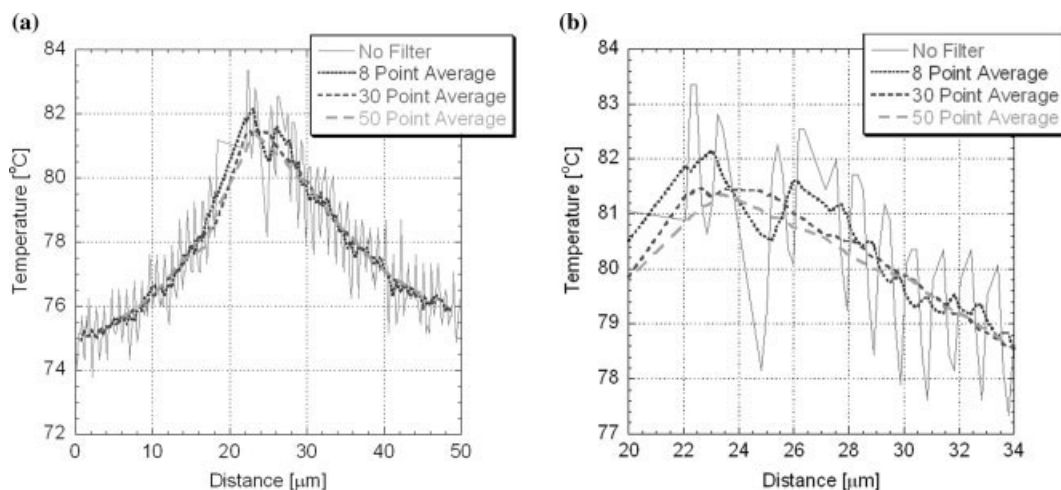 (a)
84
82
80
78
76
74
72
Temperature [°C]
0
10
20
30
40
50
Distance [μm]
No Filter
8 Point Average
30 Point Average
50 Point Average
(b)
84
83
82
81
80
79
78
77
Temperature [°C]
20
22
24
26
28
30
32
34
Distance [μm]
No Filter
8 Point Average
30 Point Average
50 Point Average